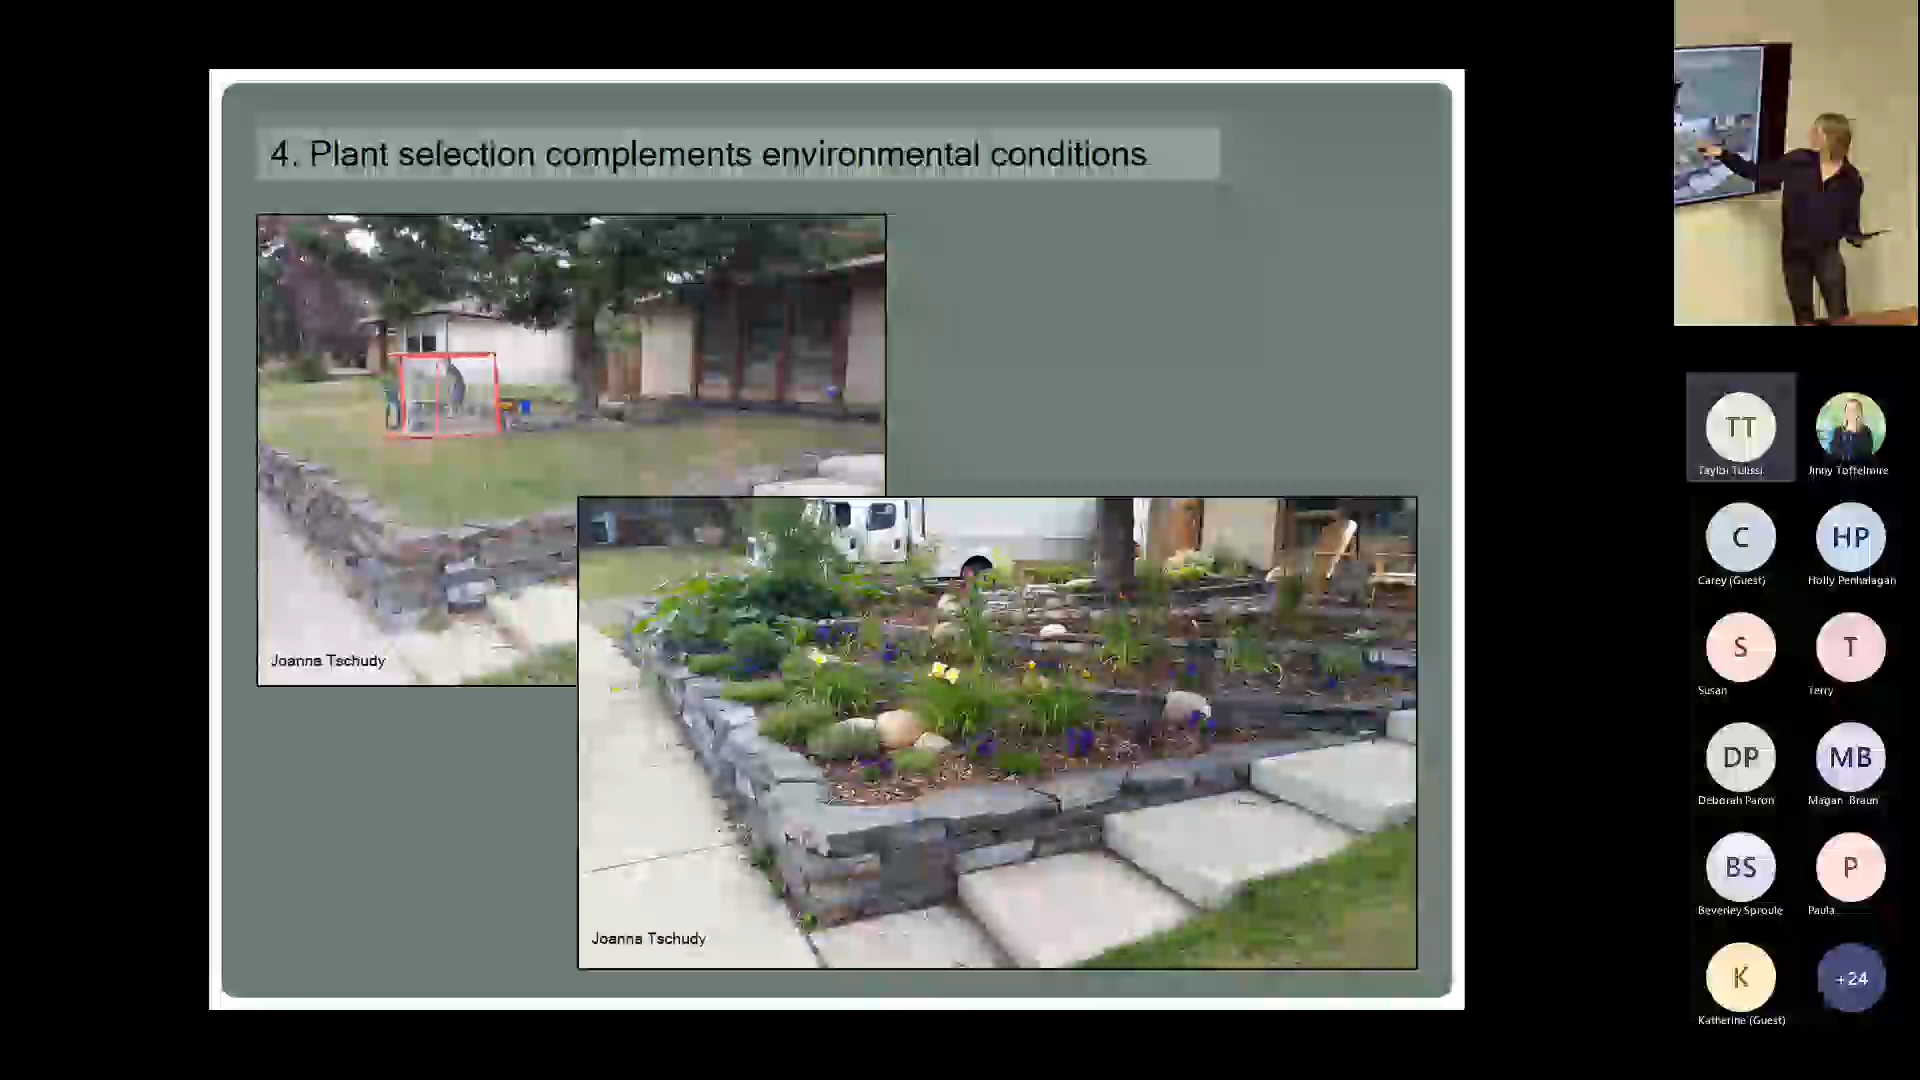 4. Plant selection complements environmental conditions
Joanna Tschudy
Joanna Tschudy
TT
Taylor Tulissi
Jinny Toffelmire
C
Carey (Guest)
HP
Holly Penhalagan
S
Susan
T
Terry
DP
Deborah Paron
MB
Magan Braun
BS
Beverley Sproule
P
Paula
K
Katherine (Guest)
+24